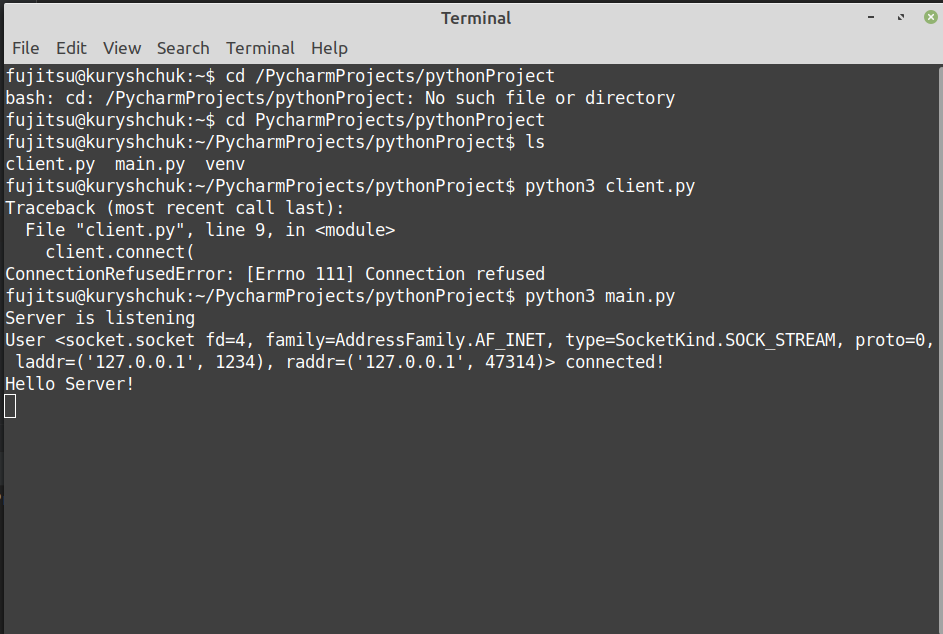 Terminal
File Edit View Search Terminal Help
fujitsu@kuryshchuk:~$ cd /PycharmProjects/pythonProject
bash: cd: /PycharmProjects/pythonProject: No such file or directory
fujitsu@kuryshchuk:~$ cd PycharmProjects/pythonProject
fujitsu@kuryshchuk:~/PycharmProjects/pythonProject$ ls
client.py  main.py  venv
fujitsu@kuryshchuk:~/PycharmProjects/pythonProject$ python3 client.py
Traceback (most recent call last):
  File "client.py", line 9, in <module>
    client.connect(
ConnectionRefusedError: [Errno 111] Connection refused
fujitsu@kuryshchuk:~/PycharmProjects/pythonProject$ python3 main.py
Server is listening
User <socket.socket fd=4, family=AddressFamily.AF_INET, type=SocketKind.SOCK_STREAM, proto=0,
 laddr=('127.0.0.1', 1234), raddr=('127.0.0.1', 47314)> connected!
Hello Server!